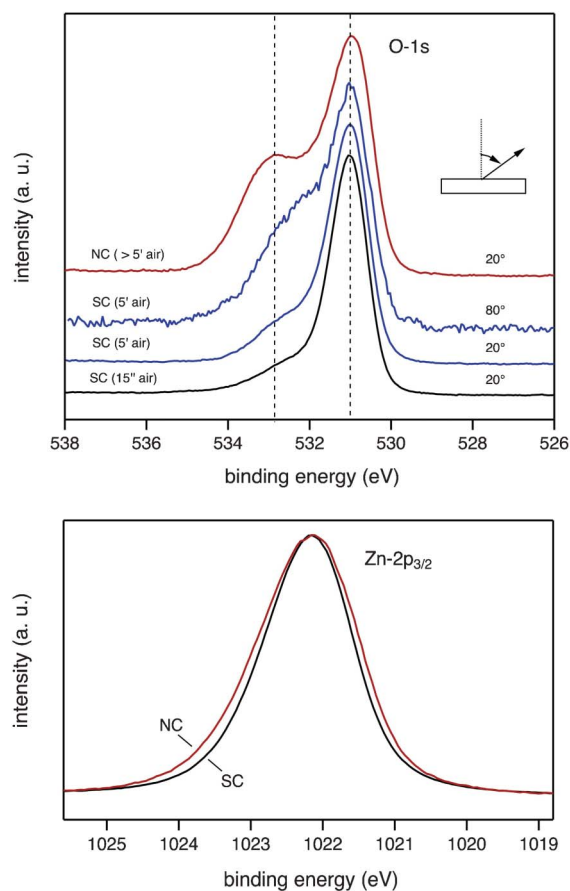 O-1s
intensity (a. u.)
NC ( > 5' air)
20°
SC (5' air)
80°
SC (5' air)
20°
SC (15" air)
20°
538 536 534 532 530 528 526
binding energy (eV)
Zn-2p3/2
intensity (a. u.)
NC
SC
1025 1024 1023 1022 1021 1020 1019
binding energy (eV)